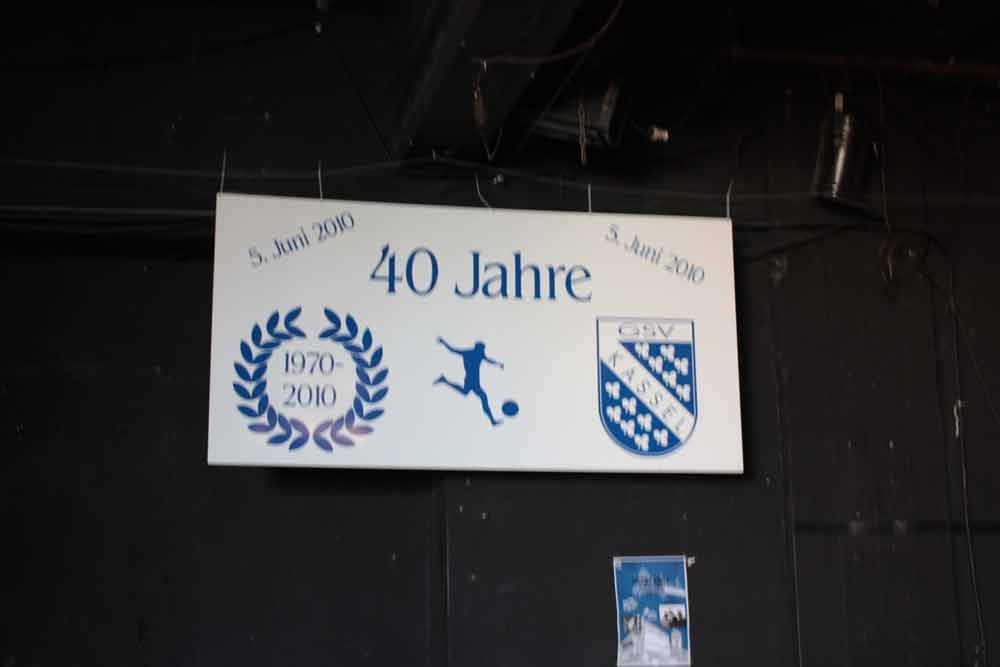 5. Juni 2010
5. Juni 2010
40 Jahre
1970-
2010
GSV
KASSEL